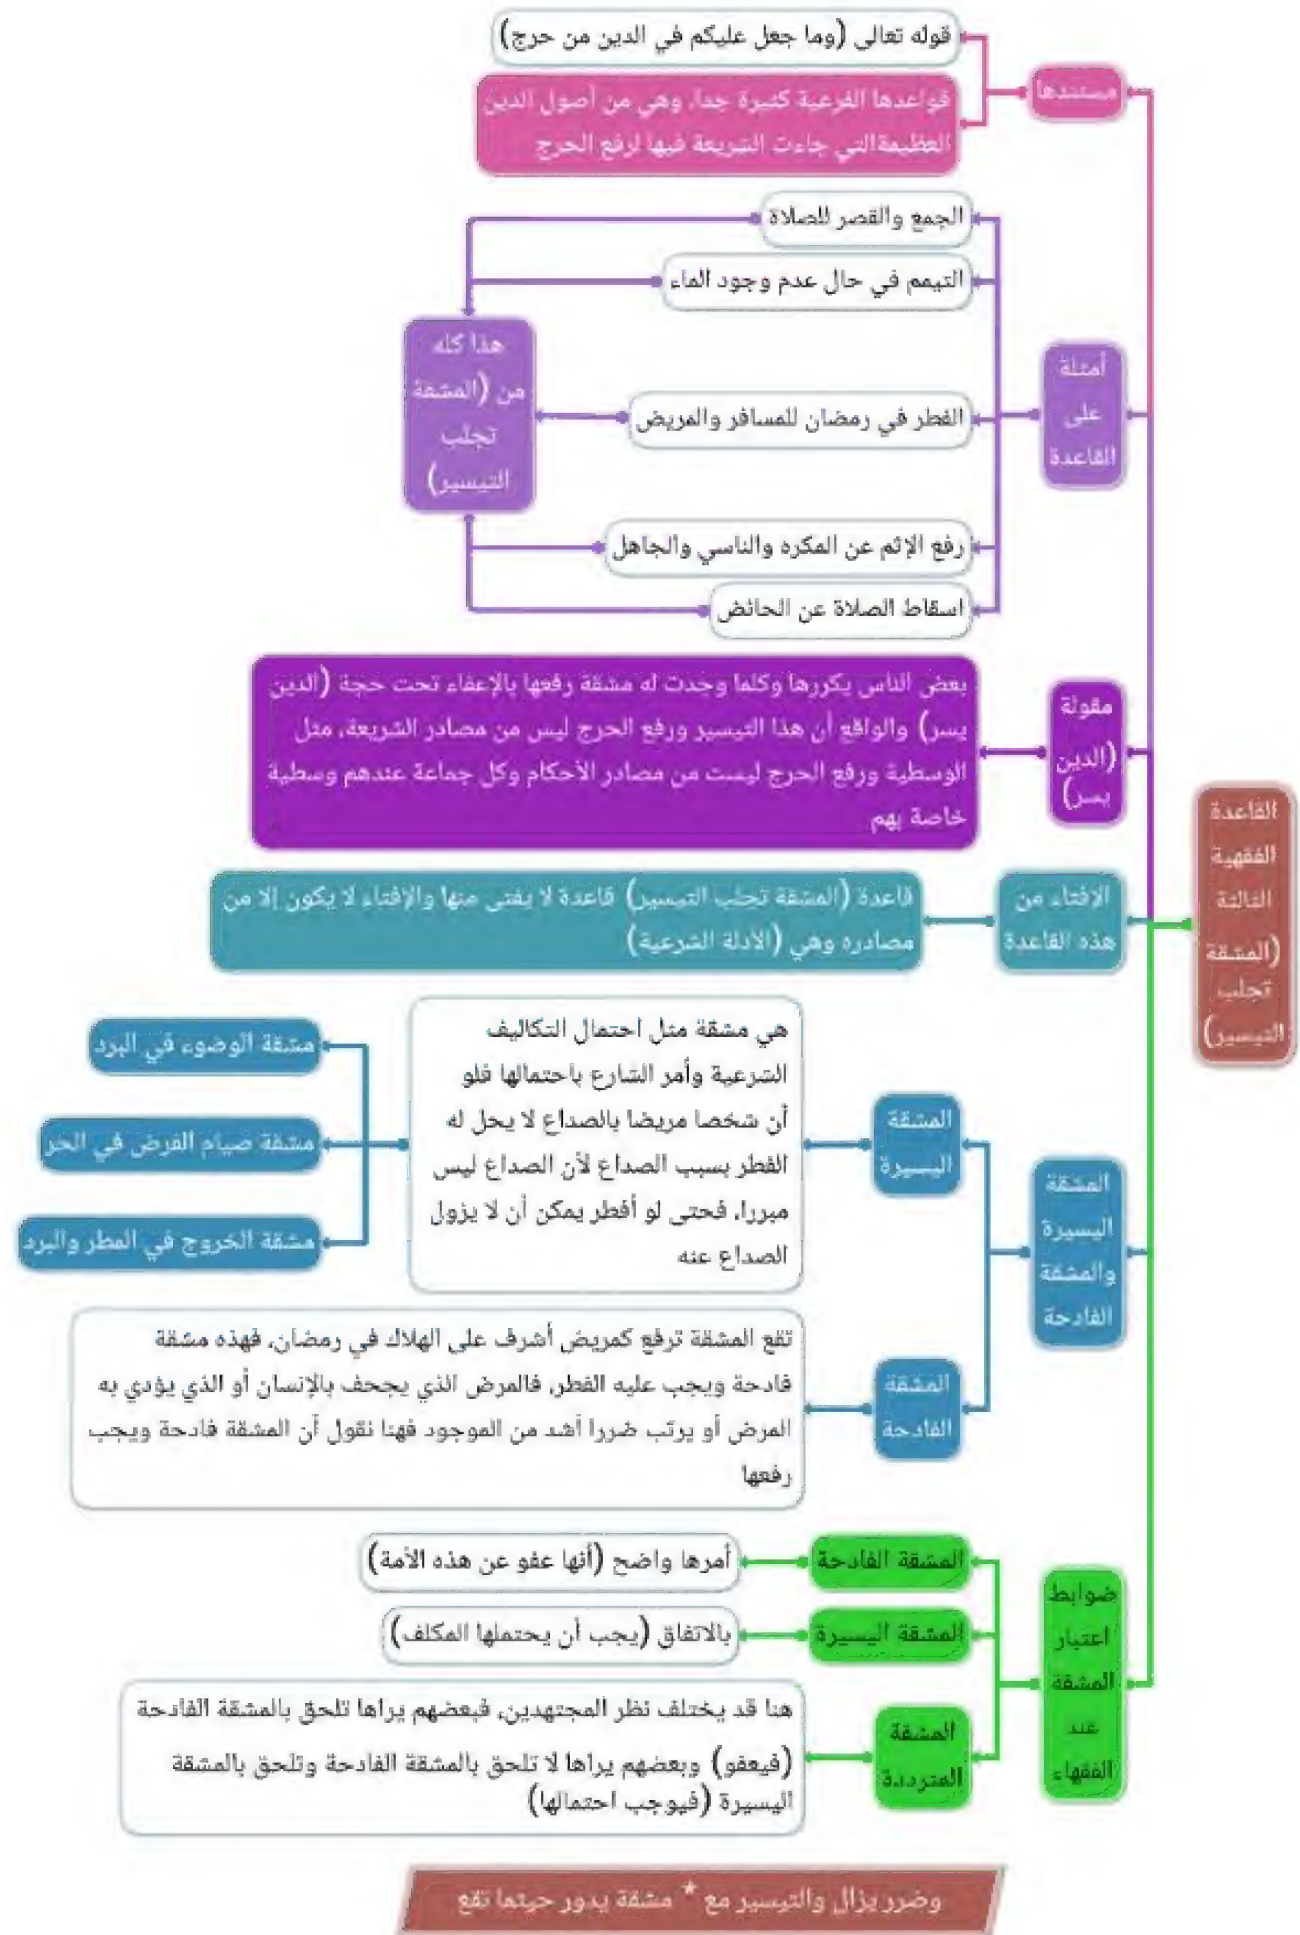 القاعدة
الفقهية
الثالثة
(المشقة
تجلب
التيسير)
مستندها
قوله تعالى (وما جعل عليكم في الدين من حرج)
قواعدها الفرعية كثيرة جدا، وهي من أصول الدين
العظيمةالتي جاءت الشريعة فيها لرفع الحرج
أمثلة
على
القاعدة
الجمع والقصر للصلاة
التيمم في حال عدم وجود الماء
الفطر في رمضان للمسافر والمريض
رفع الإثم عن المكره والناسي والجاهل
اسقاط الصلاة عن الحائض
هذا كله
من (المشقة
تجلب
التيسير)
مقولة
(الدين
يسر)
بعض الناس يكررها وكلما وجدت له مشقة رفعها بالإعفاء تحت حجة (الدين
يسر) والواقع أن هذا التيسير ورفع الحرج ليس من مصادر الشريعة، مثل
الوسطية ورفع الحرج ليست من مصادر الأحكام وكل جماعة عندهم وسطية
خاصة بهم
الإفتاء من
هذه القاعدة
قاعدة (المشقة تجلب التيسير) قاعدة لا يفتى منها والإفتاء لا يكون إلا من
مصادره وهي (الأدلة الشرعية)
المشقة
اليسيرة
والمشقة
الفادحة
المشقة
اليسيرة
هي مشقة مثل احتمال التكاليف
الشرعية وأمر الشارع باحتمالها فلو
أن شخصا مريضا بالصداع لا يحل له
الفطر بسبب الصداع لأن الصداع ليس
مبررا، فحتى لو أفطر يمكن أن لا يزول
الصداع عنه
مشقة الوضوء في البرد
مشقة صيام الفرض في الحر
مشقة الخروج في المطر والبرد
المشقة
الفادحة
تقع المشقة ترفع كمريض أشرف على الهلاك في رمضان، فهذه مشقة
فادحة ويجب عليه الفطر، فالمرض الذي يجحف بالإنسان أو الذي يؤدي به
المرض أو يرتب ضررا أشد من الموجود فهنا نقول أن المشقة فادحة ويجب
رفعها
ضوابط
اعتبار
المشقة
عند
الفقهاء
المشقة الفادحة
أمرها واضح (أنها عفو عن هذه الأمة)
المشقة اليسيرة
بالاتفاق (يجب أن يحتملها المكلف)
المشقة
المترددة
هنا قد يختلف نظر المجتهدين، فبعضهم يراها تلحق بالمشقة الفادحة
(فيعفو) وبعضهم يراها لا تلحق بالمشقة الفادحة وتلحق بالمشقة
اليسيرة (فيوجب احتمالها)
وضرر يزال والتيسير مع * مشقة يدور حيثما تقع